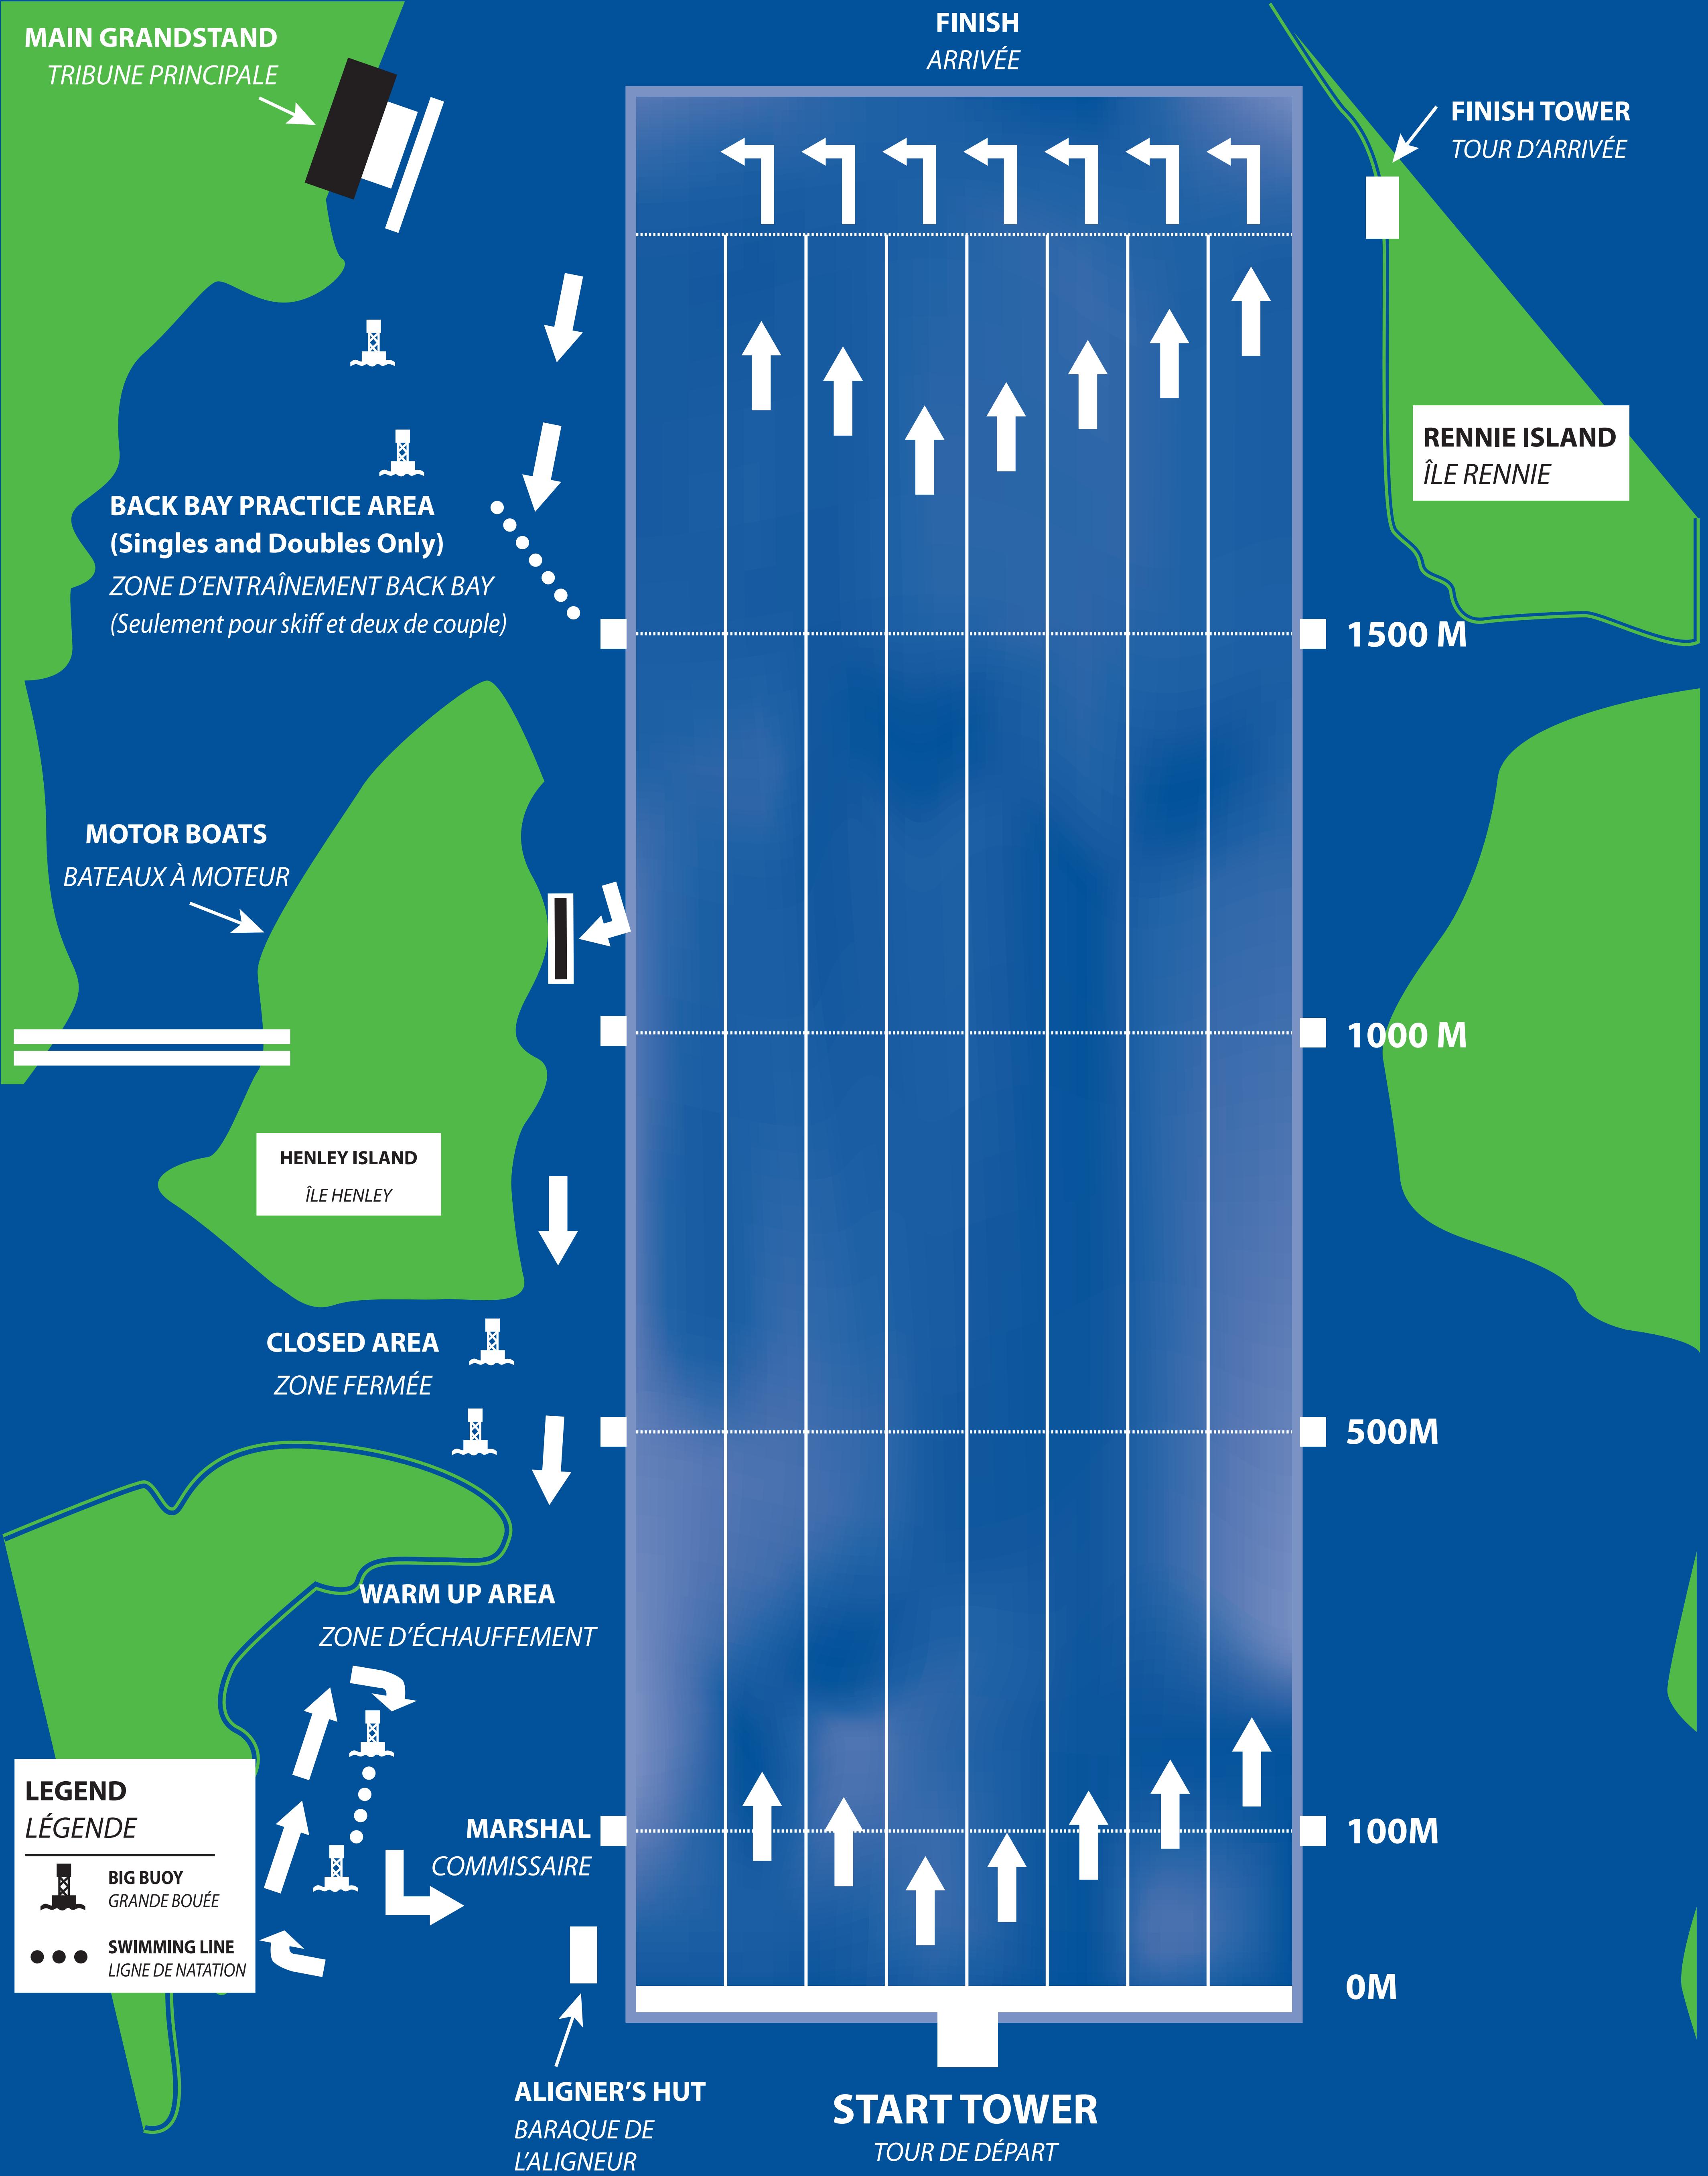 MAIN GRANDSTAND
TRIBUNE PRINCIPALE
FINISH
ARRIVÉE
FINISH TOWER
TOUR D’ARRIVÉE
RENNIE ISLAND
ÎLE RENNIE
BACK BAY PRACTICE AREA
(Singles and Doubles Only)
ZONE D’ENTRAÎNEMENT BACK BAY
(Seulement pour skiff et deux de couple)
1500 M
MOTOR BOATS
BATEAUX À MOTEUR
1000 M
HENLEY ISLAND
ÎLE HENLEY
CLOSED AREA
ZONE FERMÉE
500M
WARM UP AREA
ZONE D’ÉCHAUFFEMENT
LEGEND
LÉGENDE
BIG BUOY
GRANDE BOUÉE
SWIMMING LINE
LIGNE DE NATATION
MARSHAL
COMMISSAIRE
100M
0M
ALIGNER’S HUT
BARAQUE DE
L’ALIGNEUR
START TOWER
TOUR DE DÉPART